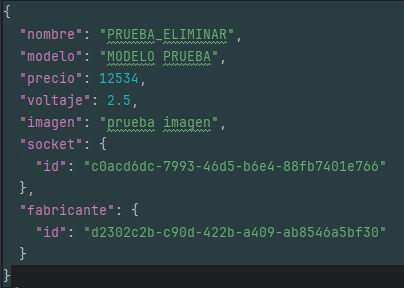 {
"nombre": "PRUEBA_ELIMINAR",
"modelo": "MODELO PRUEBA",
"precio": 12534,
"voltaje": 2.5,
"imagen": "prueba imagen",
"socket": {
"id": "c0acd6dc-7993-46d5-b6e4-88fb7401e766"
},
"fabricante": {
"id": "d2302c2b-c90d-422b-a409-ab8546a5bf30"
}
}